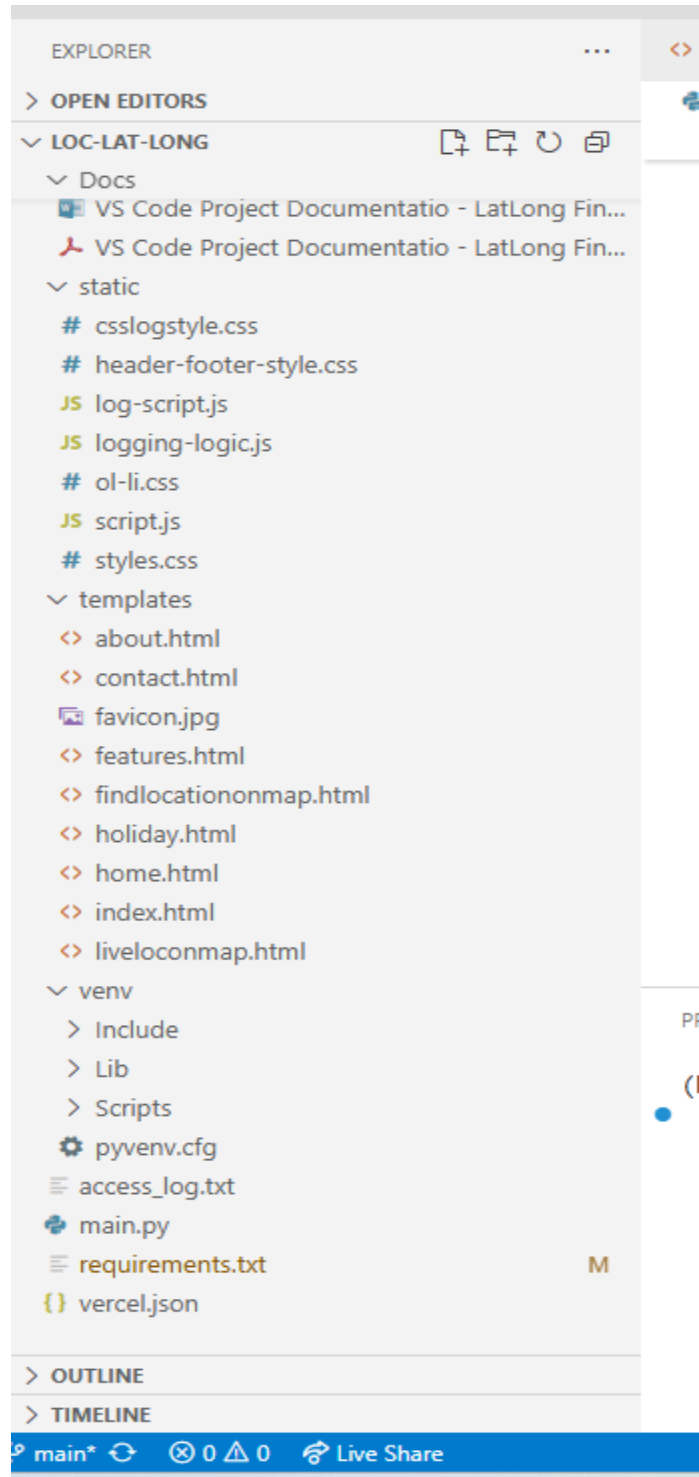 EXPLORER
OPEN EDITORS
LOC-LAT-LONG
Docs
VS Code Project Documentatio - LatLong Fin...
VS Code Project Documentatio - LatLong Fin...
static
# csslogstyle.css
# header-footer-style.css
JS log-script.js
JS logging-logic.js
# ol-li.css
JS script.js
# styles.css
templates
<> about.html
<> contact.html
favicon.jpg
<> features.html
<> findlocationonmap.html
<> holiday.html
<> home.html
<> index.html
<> liveloconmap.html
venv
Include
Lib
Scripts
pyvenv.cfg
access_log.txt
main.py
requirements.txt M
{} vercel.json
OUTLINE
TIMELINE
main* 0 0 Live Share